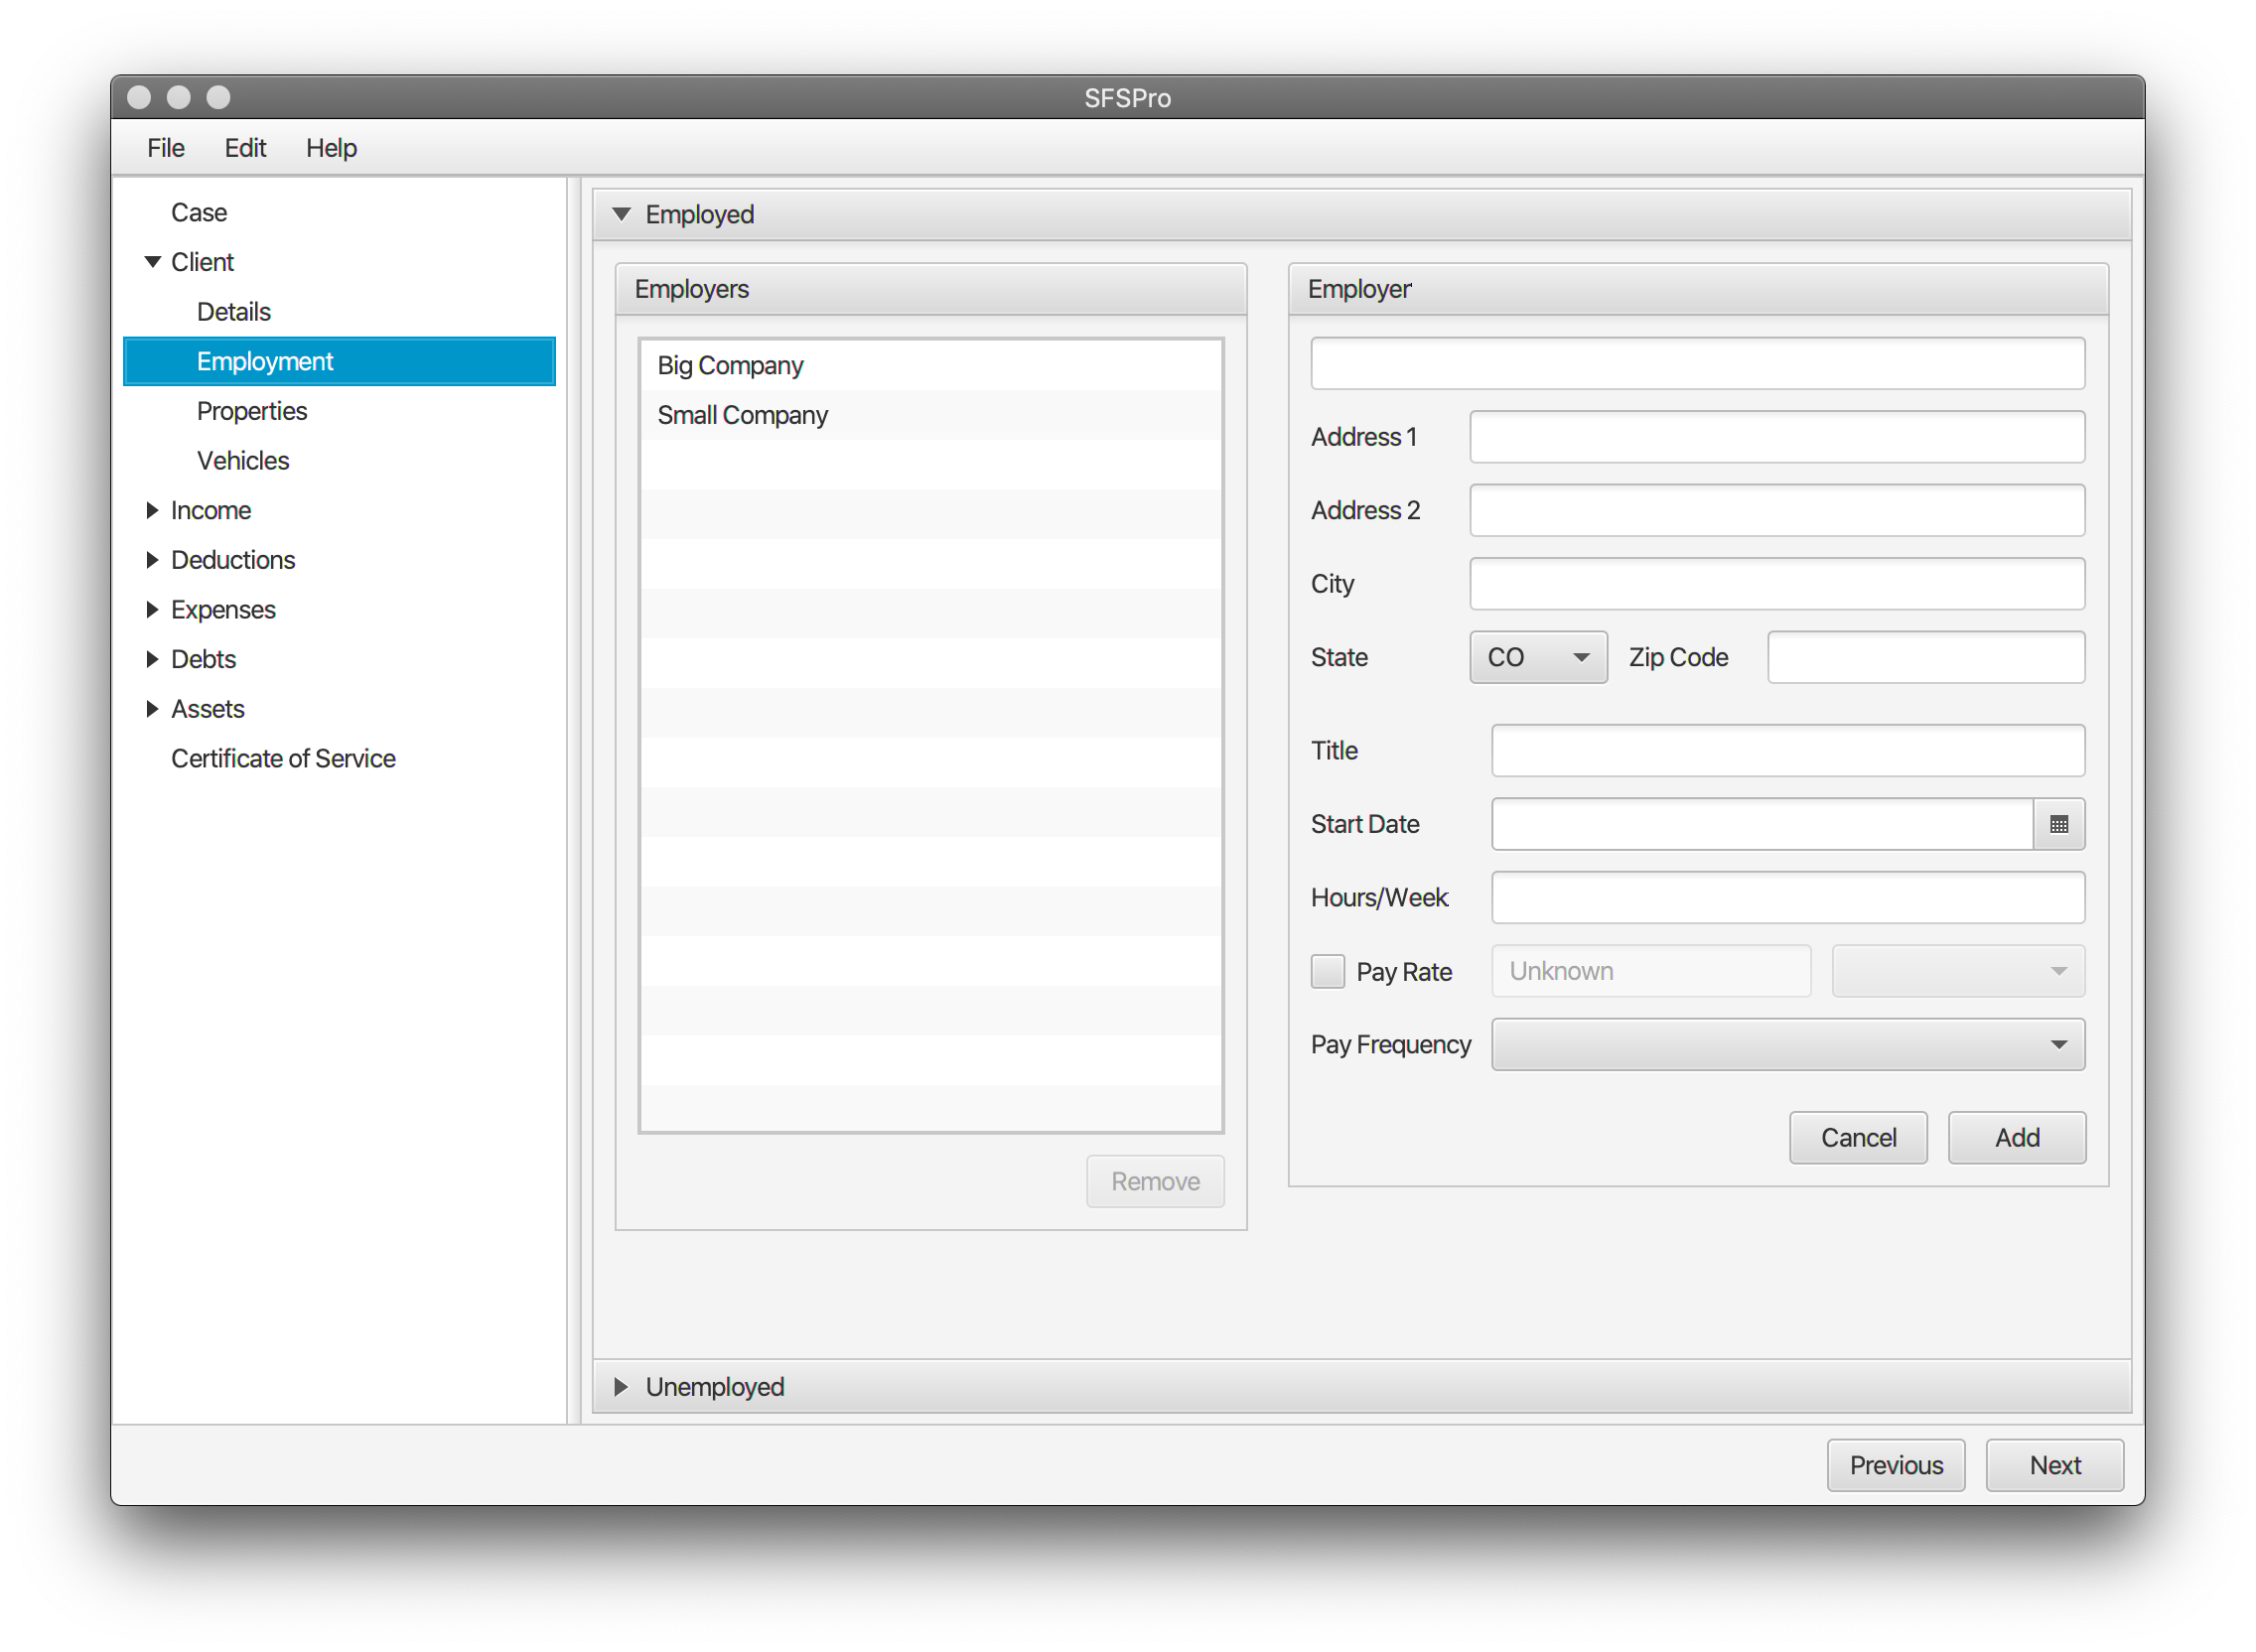 SFSPro
File Edit Help
Case
Client
Details
Employment
Properties
Vehicles
Income
Deductions
Expenses
Debts
Assets
Certificate of Service
Employed
Employers
Big Company
Small Company
Remove
Employer
Address 1
Address 2
City
State CO Zip Code
Title
Start Date
Hours/Week
Pay Rate Unknown
Pay Frequency
Cancel Add
Unemployed
Previous Next